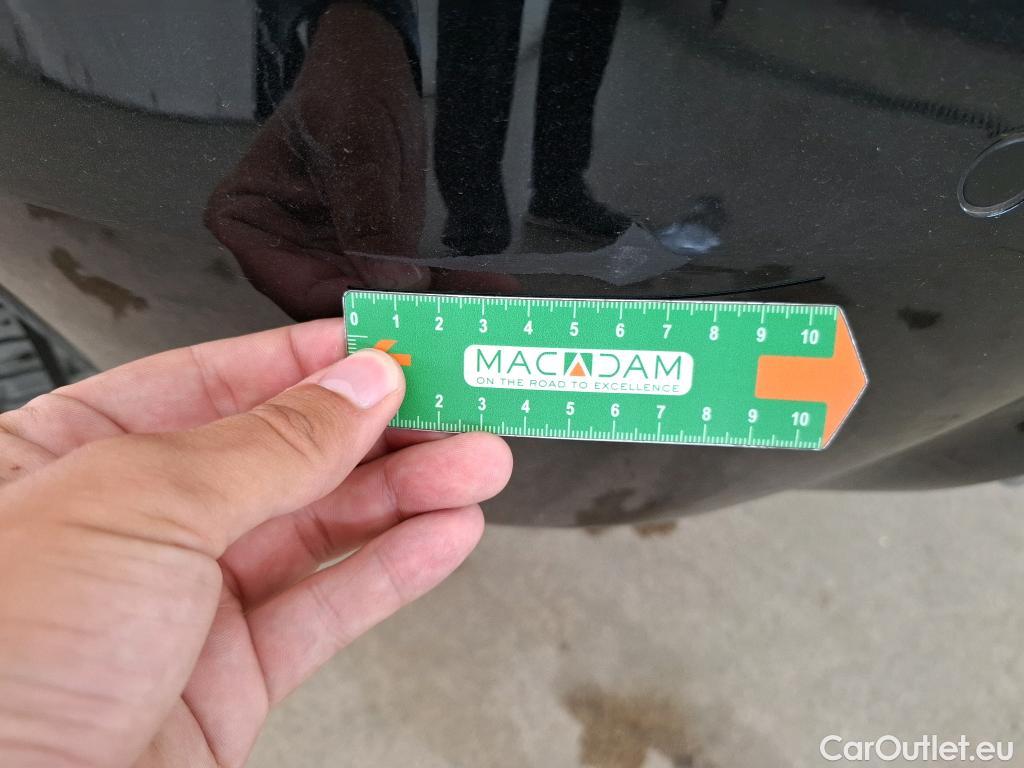 0 1 2 3 4 5 6 7 8 9 10
MACADAM
ON THE ROAD TO EXCELLENCE
2 3 4 5 6 7 8 9 10
CarOutlet.eu